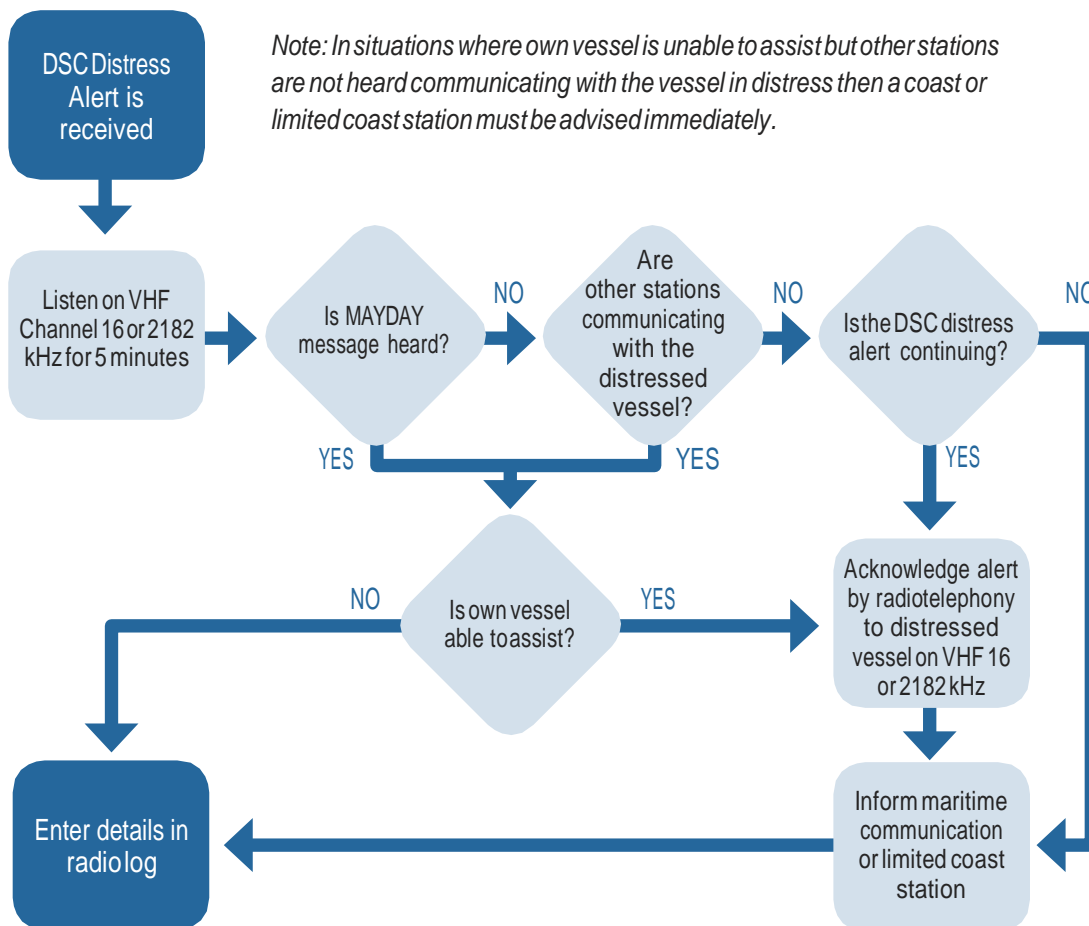 DSC Distress
Alert is
received
Note: In situations where own vessel is unable to assist but other stations
are not heard communicating with the vessel in distress then a coast or
limited coast station must be advised immediately.
Listen on VHF
Channel 16 or 2182
kHz for 5 minutes
Is MAYDAY
message heard?
NO
Are
other stations
communicating
with the
distressed
vessel?
NO
Is the DSC distress
alert continuing?
NO
YES
YES
YES
Is own vessel
able to assist?
NO
YES
Acknowledge alert
by radiotelephony
to distressed
vessel on VHF 16
or 2182 kHz
Enter details in
radio log
Inform maritime
communication
or limited coast
station